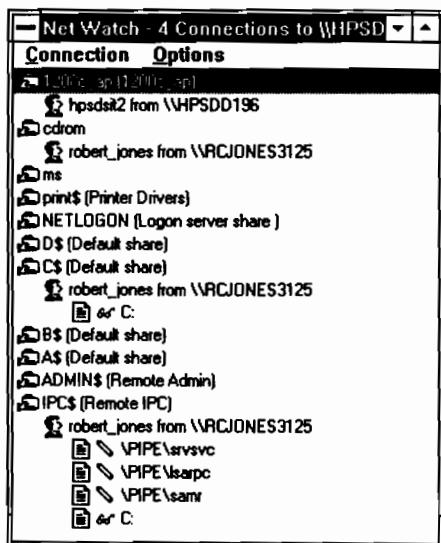 Net Watch - 4 Connections to \\HPSD
Connection Options
hpsdsit2 from \\HPSDD196
cdrom
robert_jones from \\RCJONES3125
ms
print$ (Printer Drivers)
NETLOGON (Logon server share )
D$ (Default share)
C$ (Default share)
robert_jones from \\RCJONES3125
C:
B$ (Default share)
A$ (Default share)
ADMIN$ (Remote Admin)
IPC$ (Remote IPC)
robert_jones from \\RCJONES3125
\PIPE\srvsvc
\PIPE\lsarpc
\PIPE\samr
C: